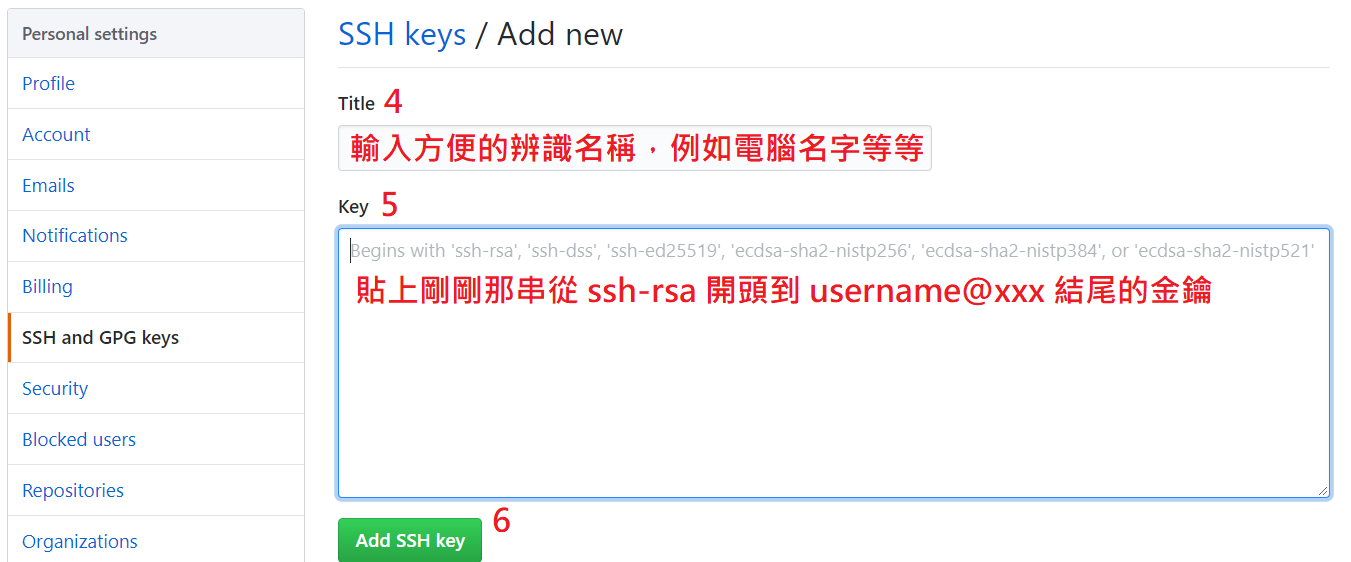 Personal settings
Profile
Account
Emails
Notifications
Billing
SSH and GPG keys
Security
Blocked users
Repositories
Organizations
SSH keys / Add new
Title 4
輸入方便的辨識名稱，例如電腦名字等等
Key 5
Begins with 'ssh-rsa', 'ssh-dss', 'ssh-ed25519', 'ecdsa-sha2-nistp256', 'ecdsa-sha2-nistp384', or 'ecdsa-sha2-nistp521'
貼上剛剛那串從 ssh-rsa 開頭到 username@xxx 結尾的金鑰
Add SSH key 6